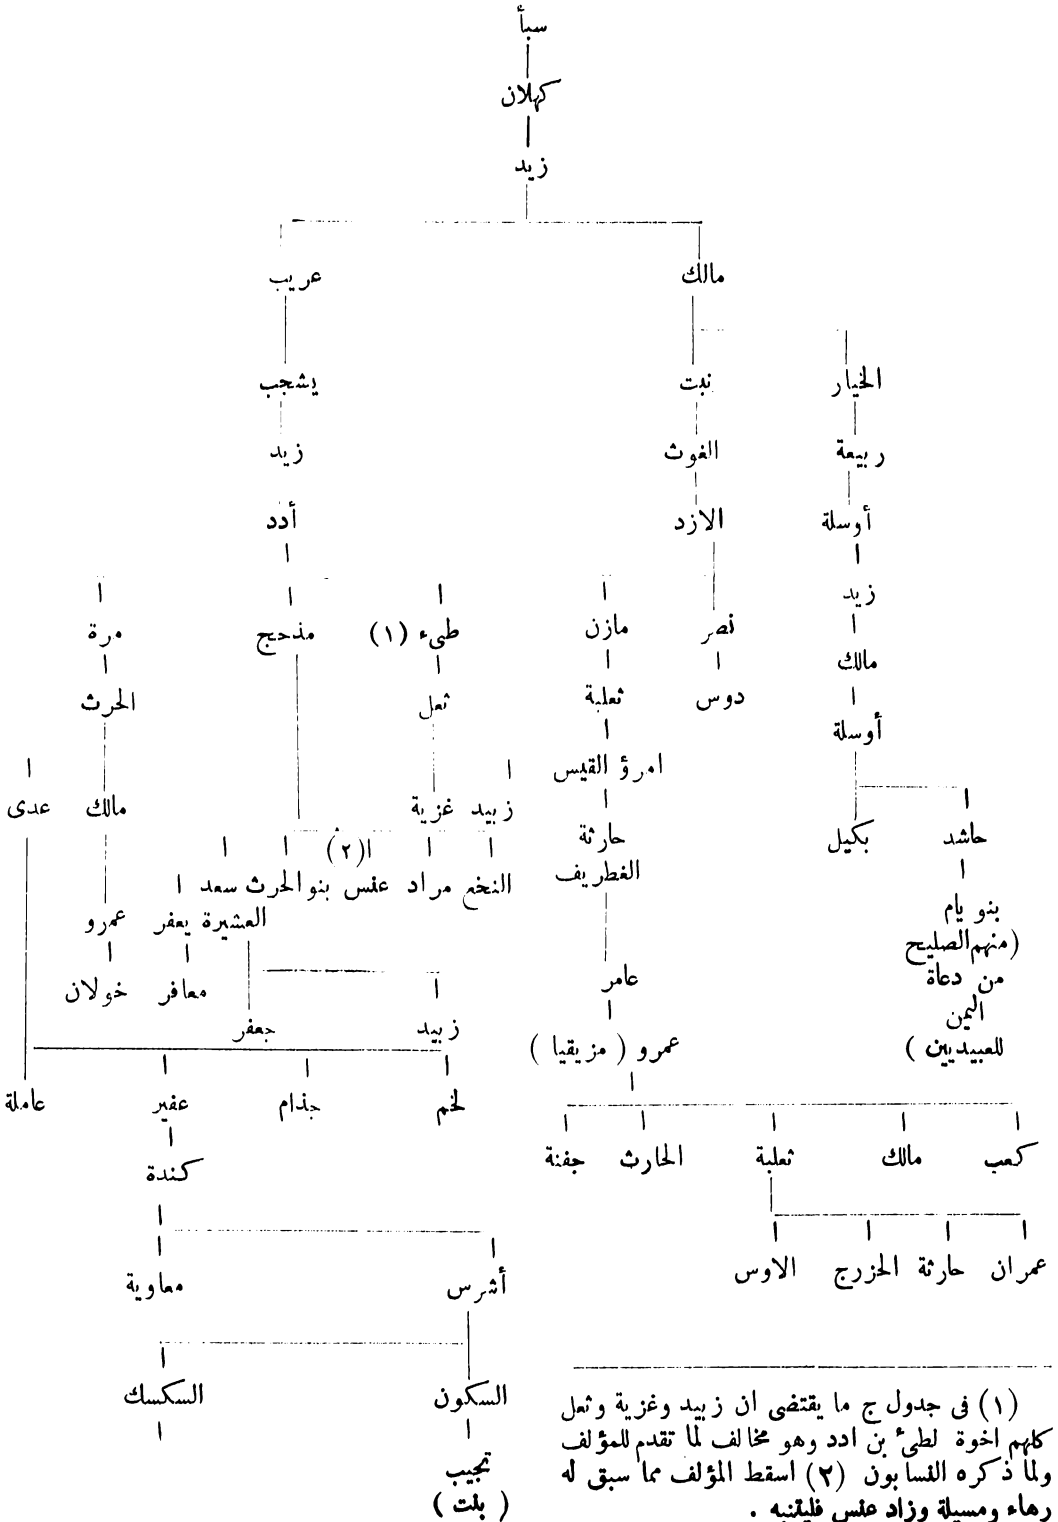 سبأ
كهلان
زيد
مالك عريب
الخيار نبت يشجب
ربيعة الغوث زيد
أوسلة الازد أدد
زيد
نصر مازن طىء (١) مذحج مرة
مالك
دوس ثعلبة ثعل الحرث
أوسلة
امرؤ القيس
زبيد غزية مالك عدى
حاشد بكيل حارثة
(٢)
الغطريف
النخع مراد عنس بنو الحرث سعد
العشيرة يعفر عمرو
بنو يام
(منهم الصليح
من دعاة
اليمن
للعبيديين )
عامر معافر خولان
زبيد جعفر
عمرو ( مزيقيا )
لخم جذام عفير عاملة
كعب مالك ثعلبة الحارث جفنة
كندة
عمران حارثة الخزرج الاوس
أشرس معاوية
السكون السكسك
تجيب
( بنت )
(١) فى جدول ج ما يقتضى ان زبيد وغزية وثعل
كلهم اخوة لطىء بن ادد وهو مخالف لما تقدم للمؤلف
ولما ذكره النسابون (٢) اسقط المؤلف مما سبق له
رهاء ومسيلة وزاد عنس فليتنبه .